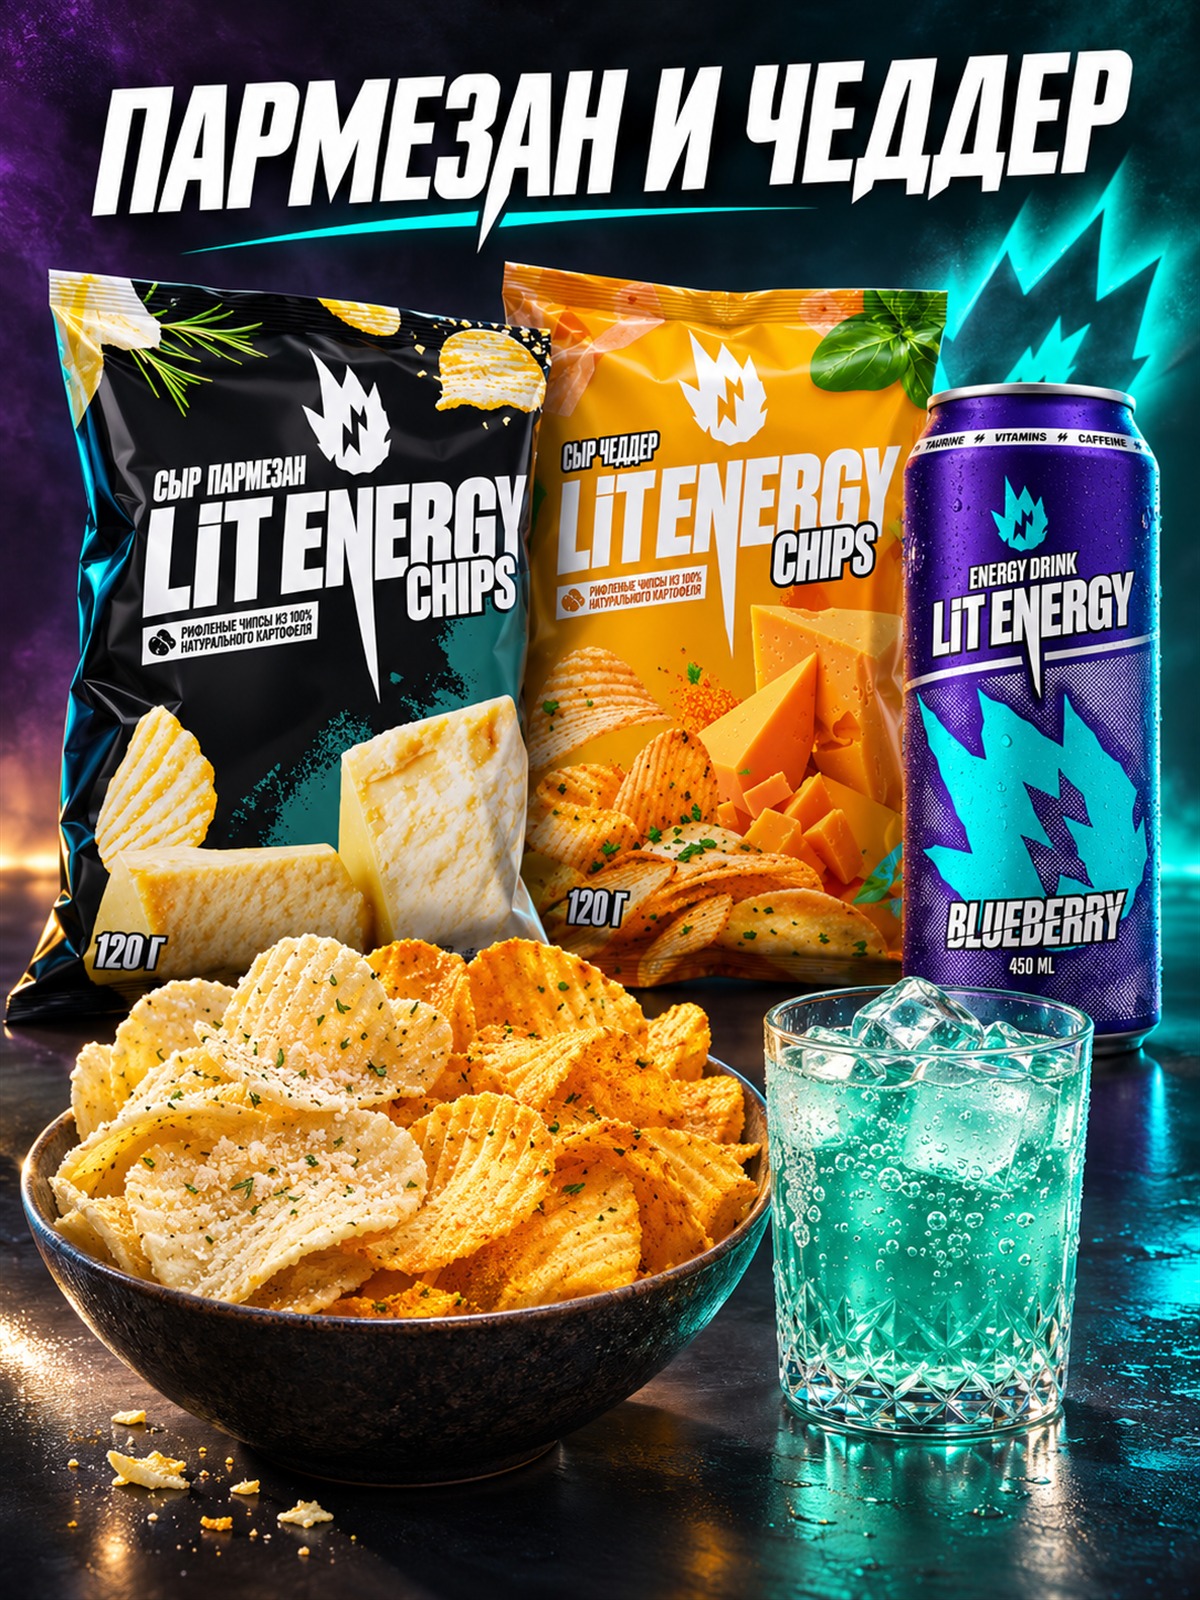 ПАРМЕЗАН И ЧЕДДЕР
СЫР ПАРМЕЗАН
LiT ENERGY
CHIPS
РИФЛЕНЫЕ ЧИПСЫ ИЗ 100%
НАТУРАЛЬНОГО КАРТОФЕЛЯ
120 Г
СЫР ЧЕДДЕР
LiT ENERGY
CHIPS
РИФЛЕНЫЕ ЧИПСЫ ИЗ 100%
НАТУРАЛЬНОГО КАРТОФЕЛЯ
120 Г
TAURINE VITAMINS CAFFEINE
ENERGY DRINK
LiT ENERGY
BLUEBERRY
450 ML